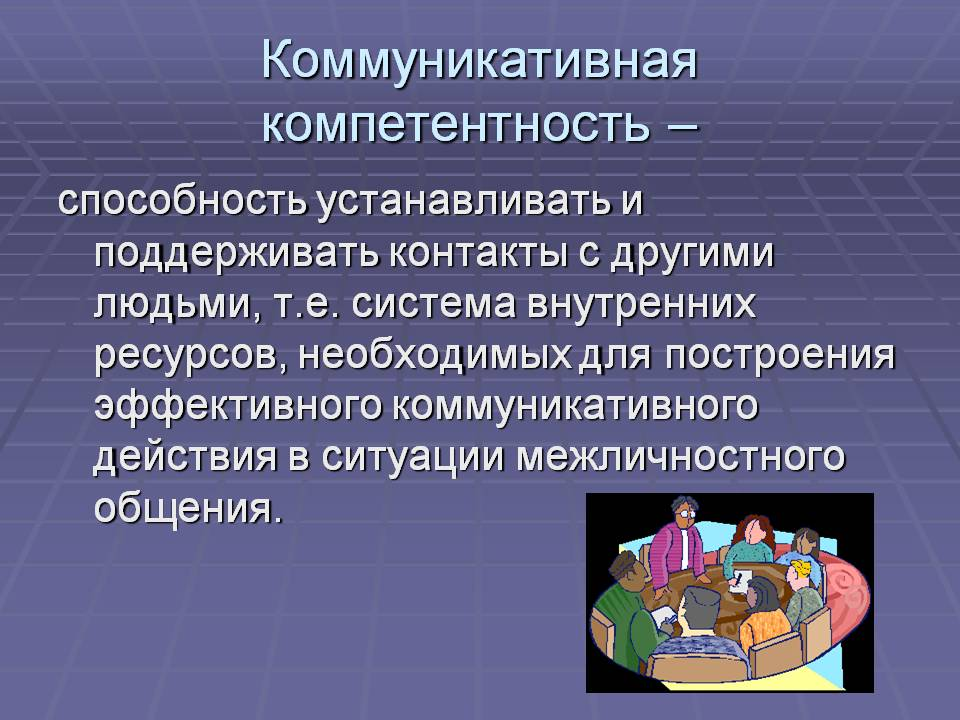 Коммуникативная
компетентность –
способность устанавливать и
поддерживать контакты с другими
людьми, т.е. система внутренних
ресурсов, необходимых для построения
эффективного коммуникативного
действия в ситуации межличностного
общения.